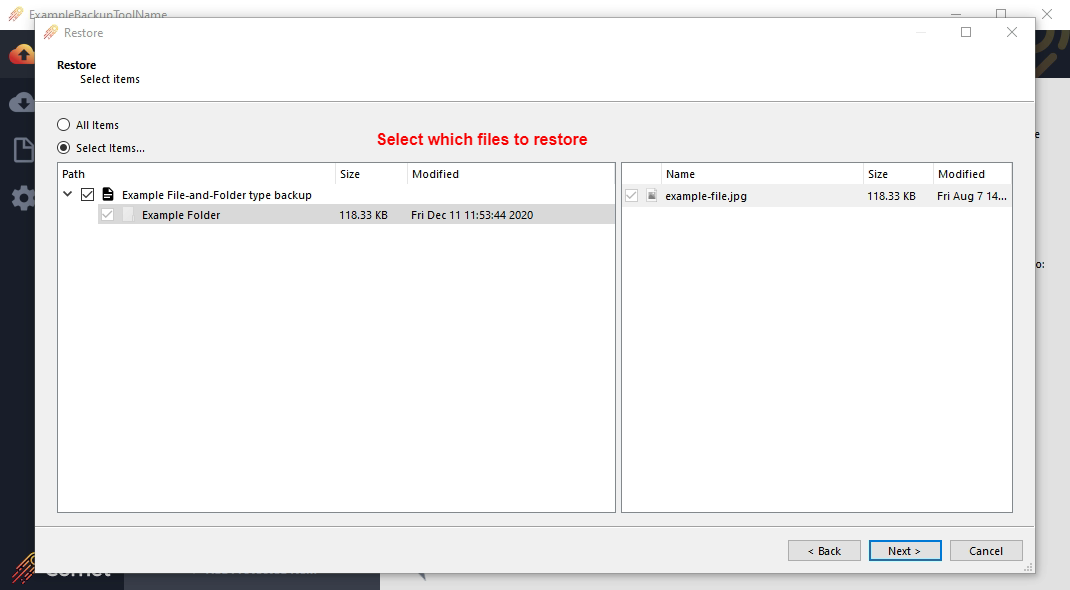 ExampleBackupToolName
Restore
Restore
Select items
All Items
Select Items...
Select which files to restore
Path Size Modified
Example File-and-Folder type backup
Example Folder 118.33 KB Fri Dec 11 11:53:44 2020
Name Size Modified
example-file.jpg 118.33 KB Fri Aug 7 14...
o:
< Back Next > Cancel
Comet